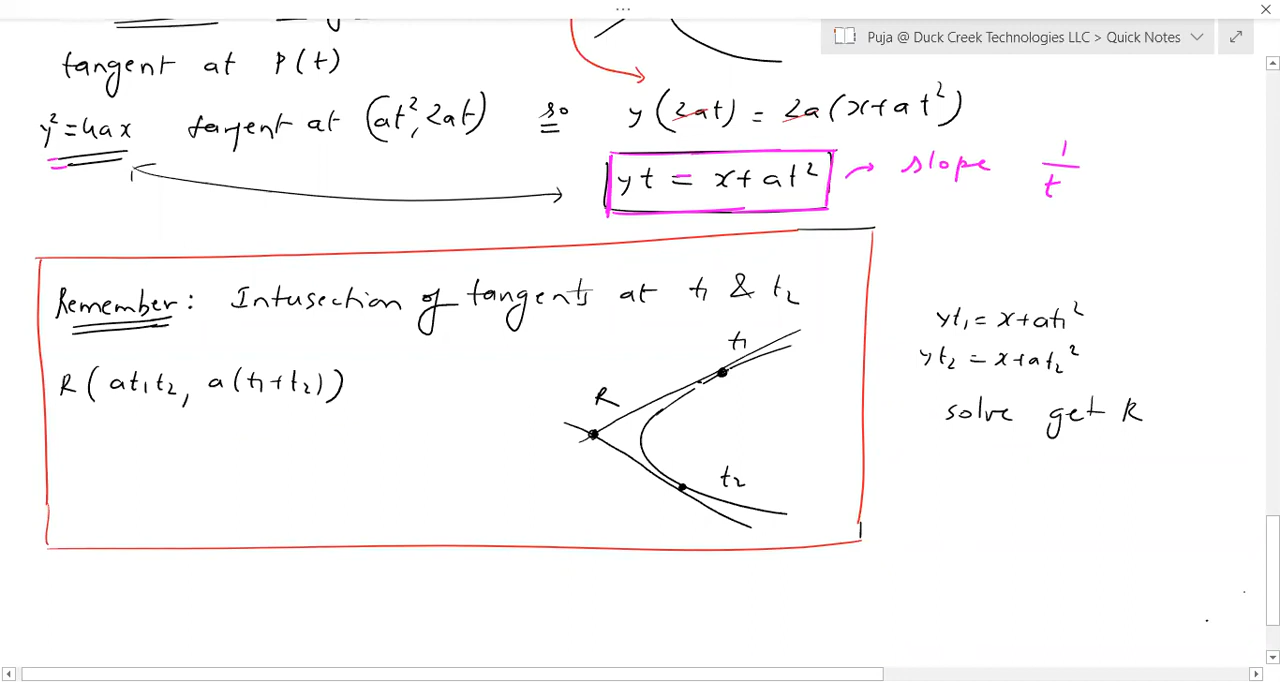 Puja @ Duck Creek Technologies LLC > Quick Notes
tangent at P(t)
y²=4ax tangent at (at², 2at) so y(2at) = 2a(x+at²)
yt = x+at² → slope 1/t
Remember: Intusection of tangents at t₁ & t₂
R(at₁t₂, a(t₁+t₂))
t₁
R
t₂
yt₁ = x+at₁²
yt₂ = x+at₂²
solve get R